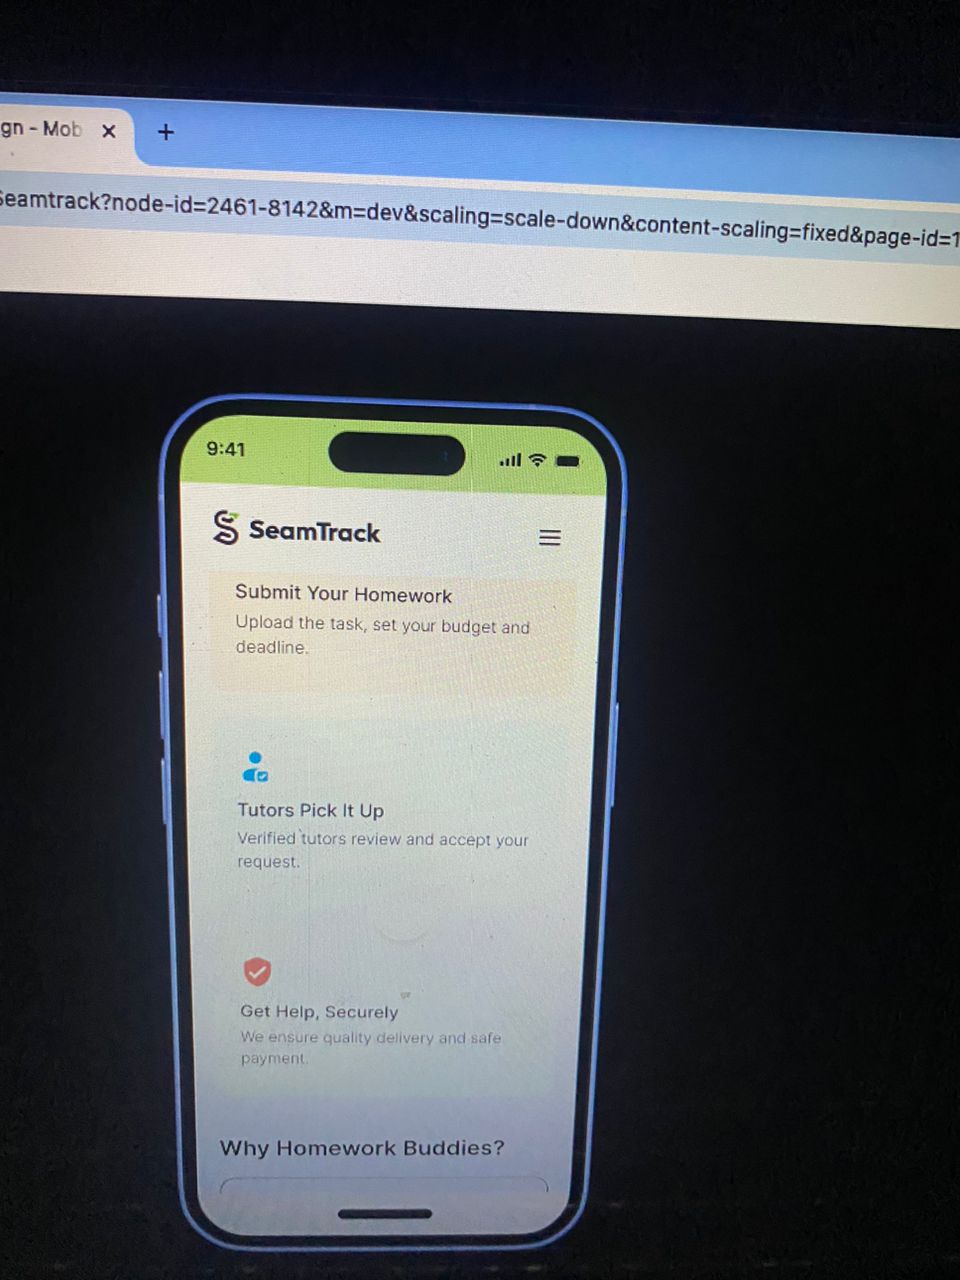 gn - Mob
Seamtrack?node-id=2461-8142&m=dev&scaling=scale-down&content-scaling=fixed&page-id=1
9:41
SeamTrack
Submit Your Homework
Upload the task, set your budget and
deadline.
Tutors Pick It Up
Verified tutors review and accept your
request.
Get Help, Securely
We ensure quality delivery and safe
payment.
Why Homework Buddies?